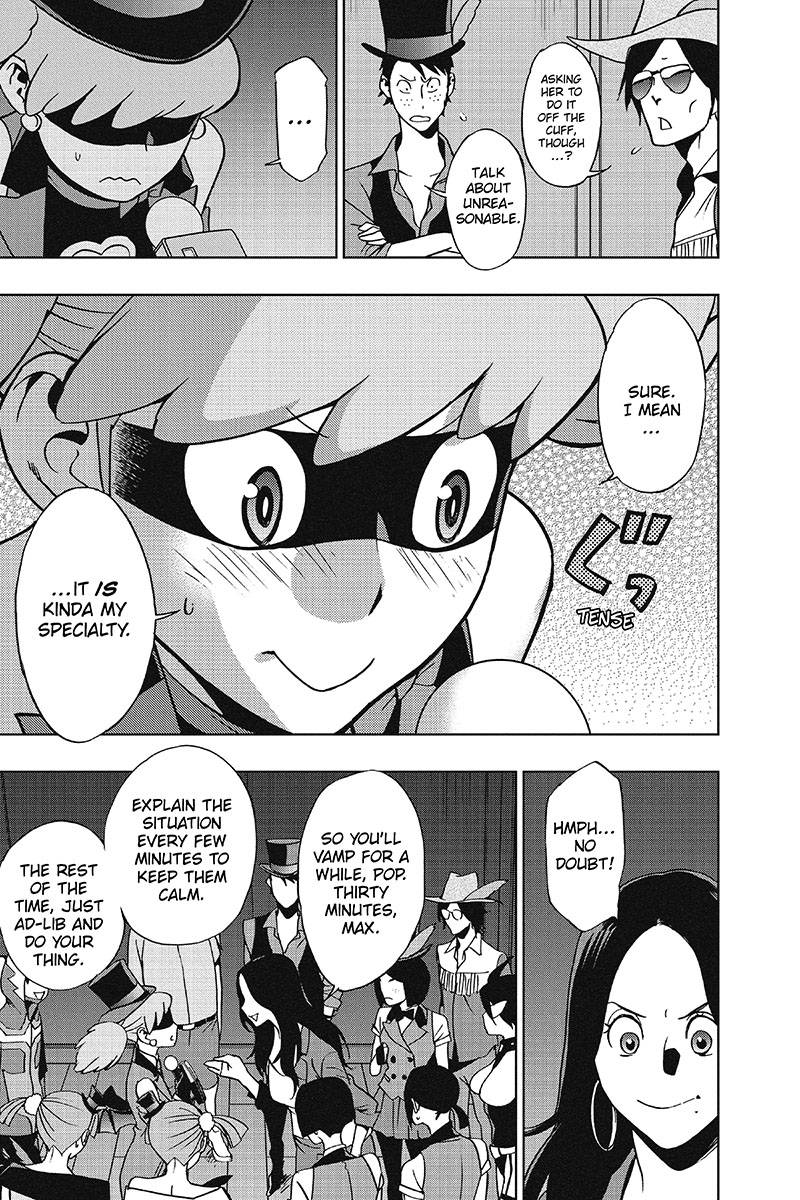 ASKING
HER TO
DO IT
OFF THE
CUFF,
THOUGH
...?
TALK
ABOUT
UNREA-
SONABLE.
...
SURE.
I MEAN
...
ぐっ
TENSE
...IT IS
KINDA MY
SPECIALTY.
HMPH...
NO
DOUBT!
SO YOU'LL
VAMP FOR A
WHILE, POP.
THIRTY
MINUTES,
MAX.
EXPLAIN THE
SITUATION
EVERY FEW
MINUTES TO
KEEP THEM
CALM.
THE REST
OF THE
TIME, JUST
AD-LIB AND
DO YOUR
THING.